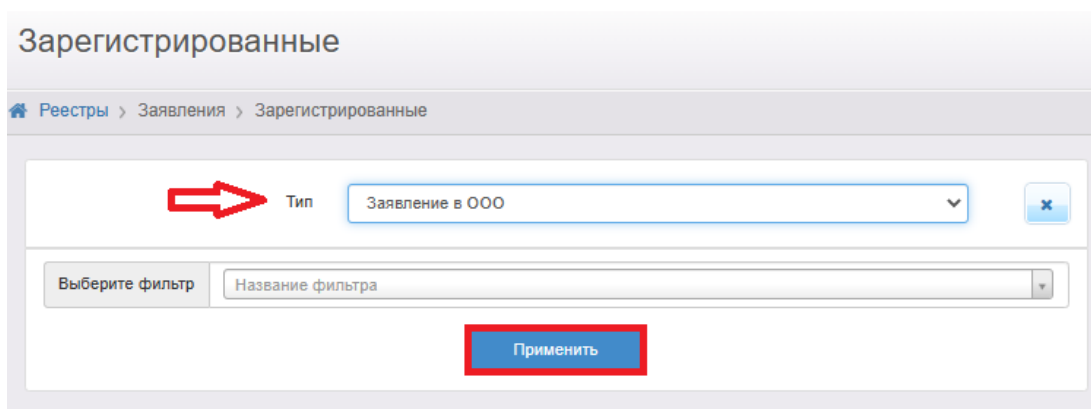 Зарегистрированные
Реестры > Заявления > Зарегистрированные
Тип Заявление в ООО
Выберите фильтр Название фильтра
Применить